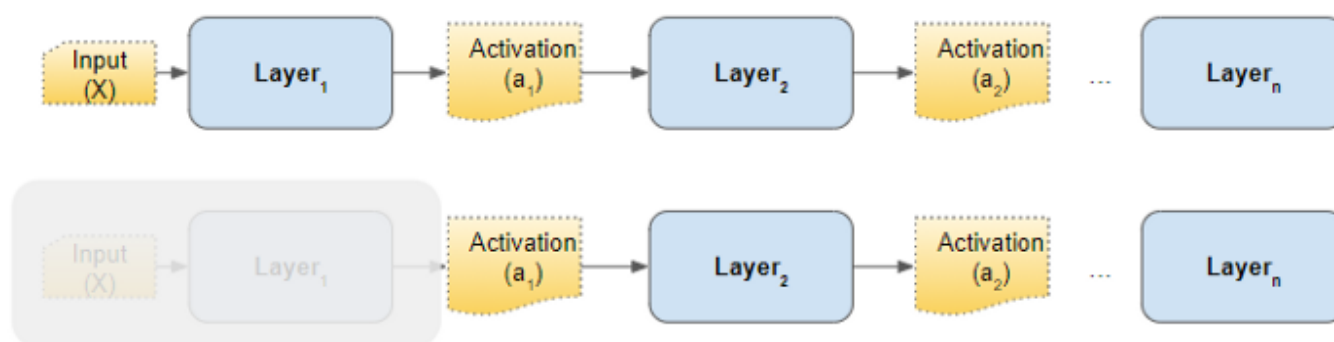 Input
(X)
Layer₁
Activation
(a₁)
Layer₂
Activation
(a₂)
...
Layerₙ
Input
(X)
Layer₁
Activation
(a₁)
Layer₂
Activation
(a₂)
...
Layerₙ